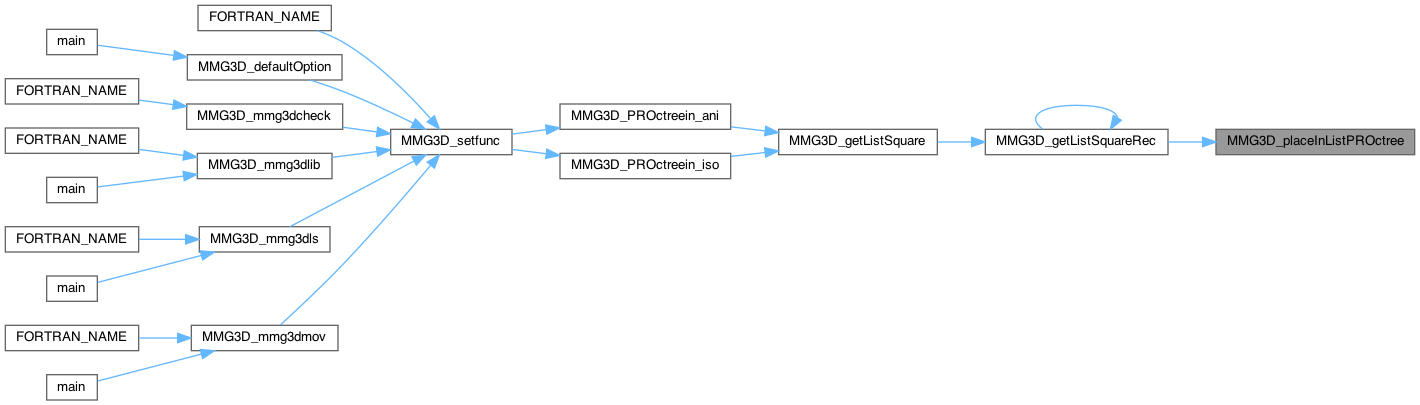 FORTRAN_NAME
main
MMG3D_defaultOption
FORTRAN_NAME
MMG3D_mmg3dcheck
MMG3D_PROctreein_ani
MMG3D_setfunc
MMG3D_getListSquare
MMG3D_getListSquareRec
MMG3D_placeInListPROctree
FORTRAN_NAME
MMG3D_mmg3dlib
MMG3D_PROctreein_iso
main
FORTRAN_NAME
MMG3D_mmg3dls
main
FORTRAN_NAME
MMG3D_mmg3dmov
main